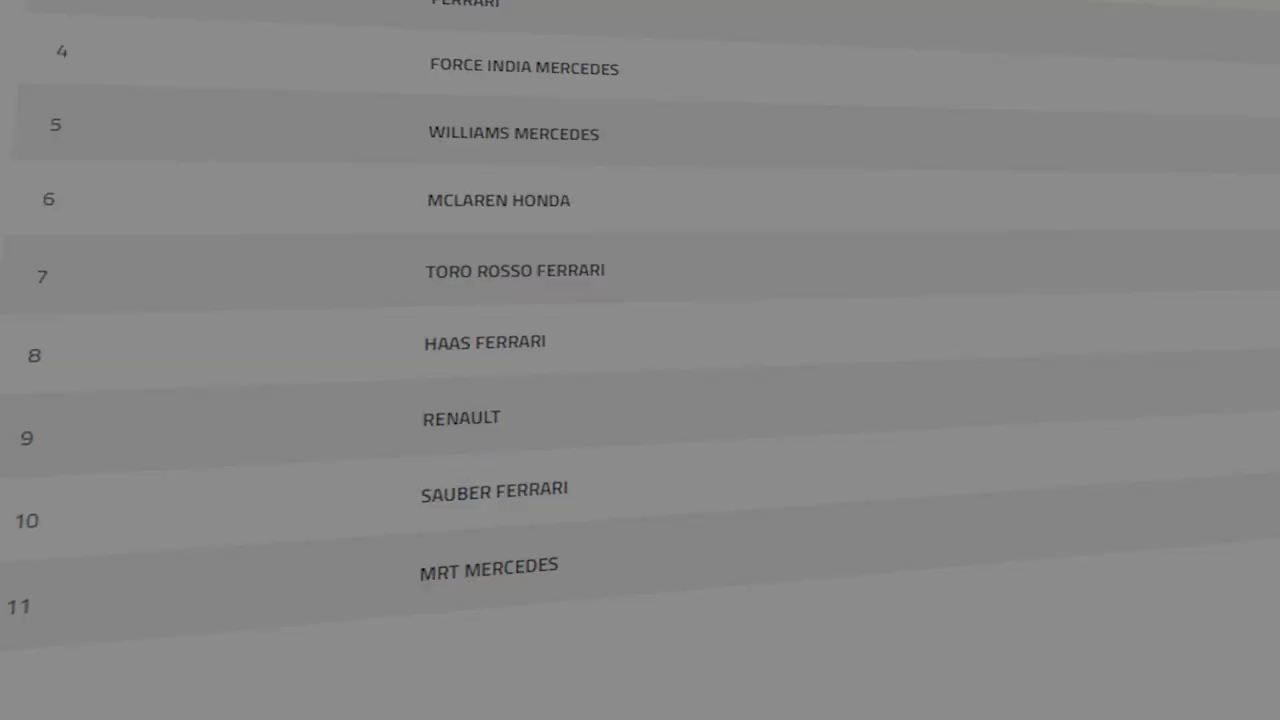 FERRARI
4 FORCE INDIA MERCEDES
5 WILLIAMS MERCEDES
6 MCLAREN HONDA
7 TORO ROSSO FERRARI
8 HAAS FERRARI
9 RENAULT
10 SAUBER FERRARI
11 MRT MERCEDES